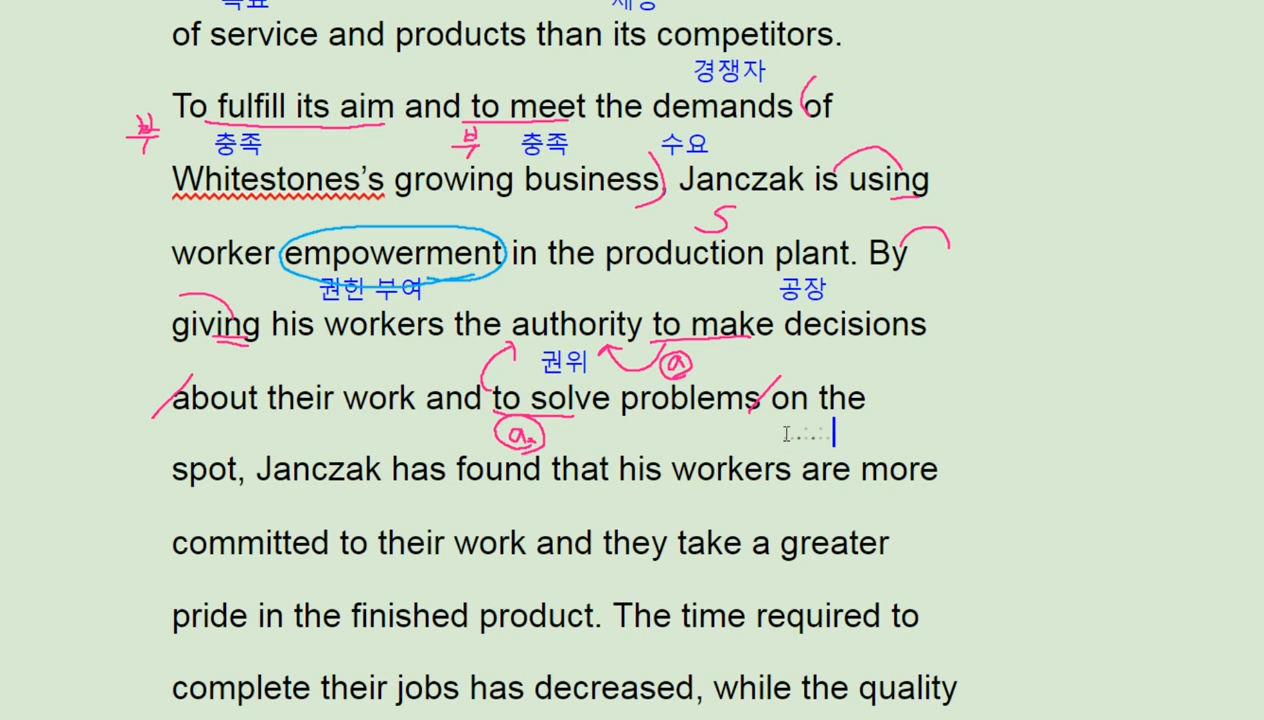 of service and products than its competitors.
경쟁자
To fulfill its aim and to meet the demands of
부 충족 부 충족 수요
Whitestones's growing business, Janczak is using
S
worker empowerment in the production plant. By
권한 부여 공장
giving his workers the authority to make decisions
권위 a
about their work and to solve problems on the
a
spot, Janczak has found that his workers are more
committed to their work and they take a greater
pride in the finished product. The time required to
complete their jobs has decreased, while the quality